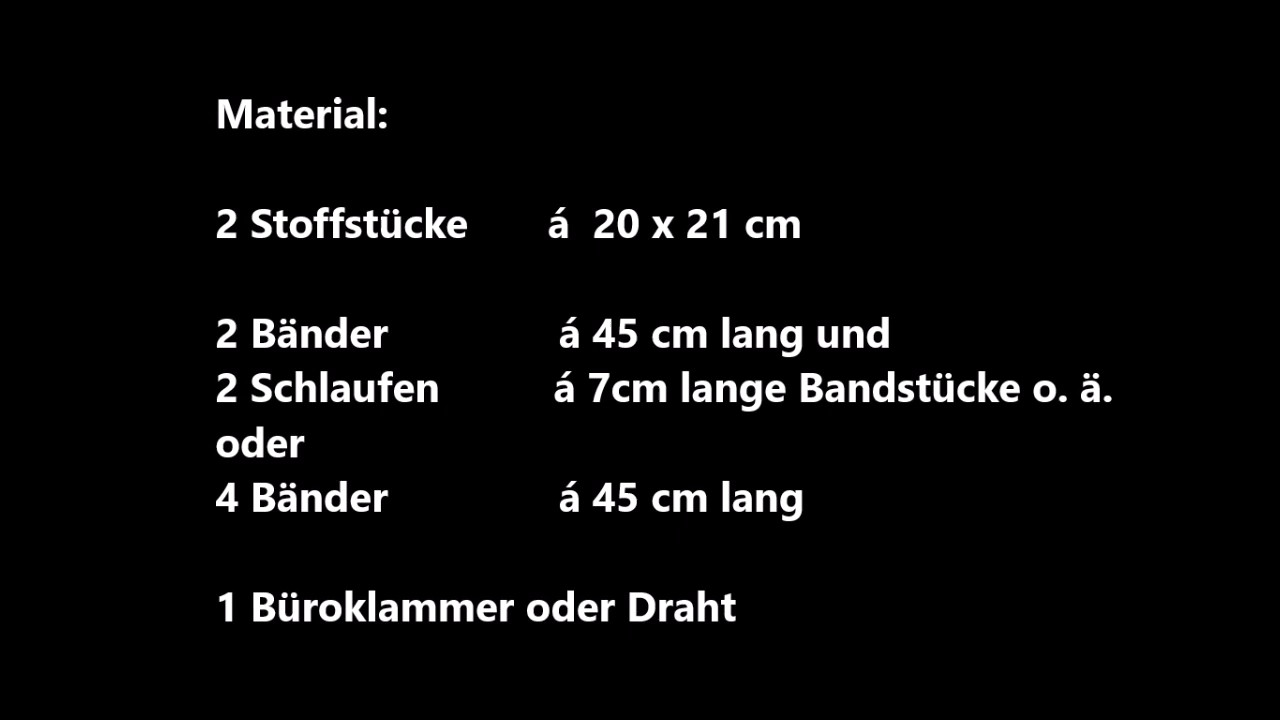 Material:
2 Stoffstücke á 20 x 21 cm
2 Bänder á 45 cm lang und
2 Schlaufen á 7cm lange Bandstücke o. ä.
oder
4 Bänder á 45 cm lang
1 Büroklammer oder Draht